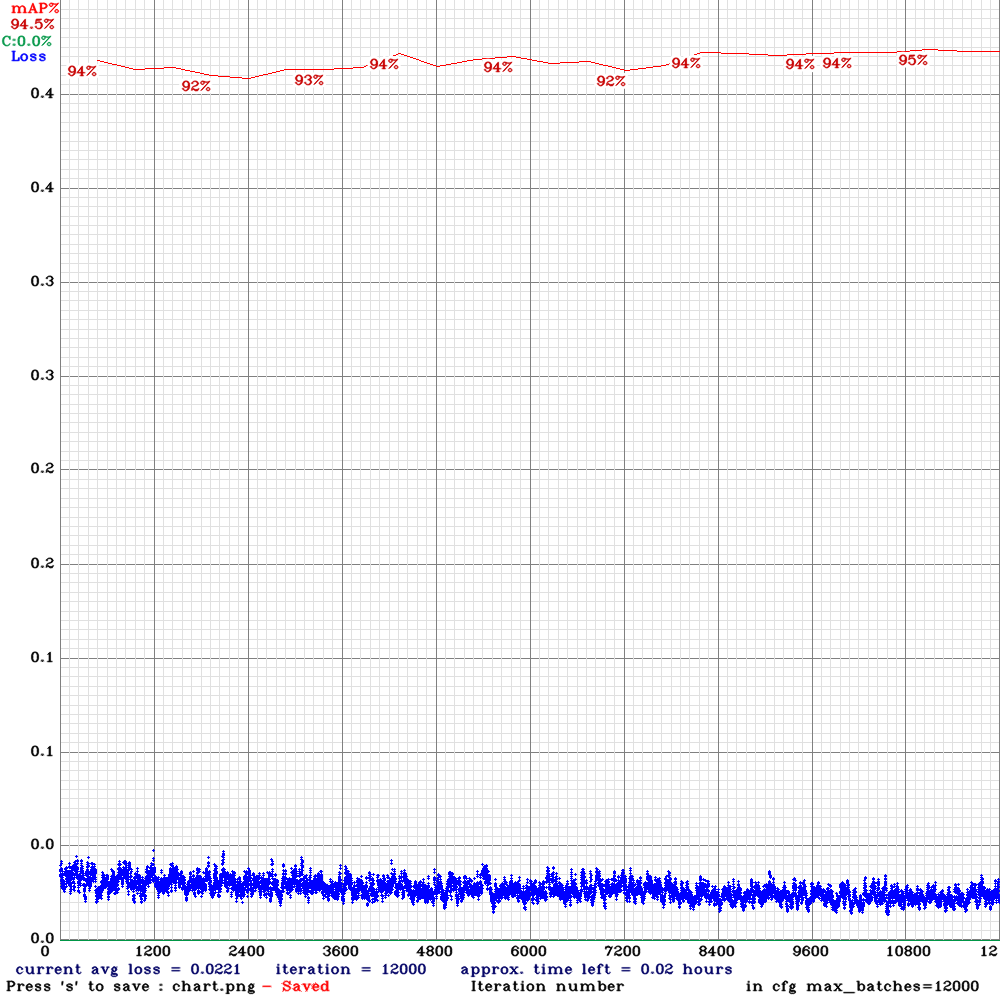 mAP%
94.5%
C:0.0%
Loss
94% 92% 93% 94% 94% 92% 94% 94% 94% 95%
0.4
0.4
0.3
0.3
0.2
0.2
0.1
0.1
0.0
0.0
0 1200 2400 3600 4800 6000 7200 8400 9600 10800 12
current avg loss = 0.0221 iteration = 12000 approx. time left = 0.02 hours
Press 's' to save : chart.png - Saved Iteration number in cfg max_batches=12000